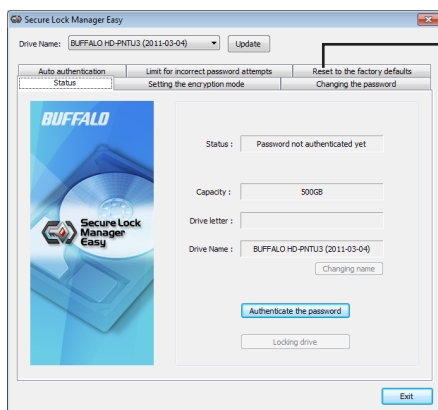 Secure Lock Manager Easy
Drive Name: BUFFALO HD-PNTU3 (2011-03-04) Update
Auto authentication Limit for incorrect password attempts Reset to the factory defaults
Status Setting the encryption mode Changing the password
BUFFALO
Status : Password not authenticated yet
Capacity : 500GB
Drive letter :
Secure Lock
Manager
Easy
Drive Name : BUFFALO HD-PNTU3 (2011-03-04)
Changing name
Authenticate the password
Locking drive
Exit